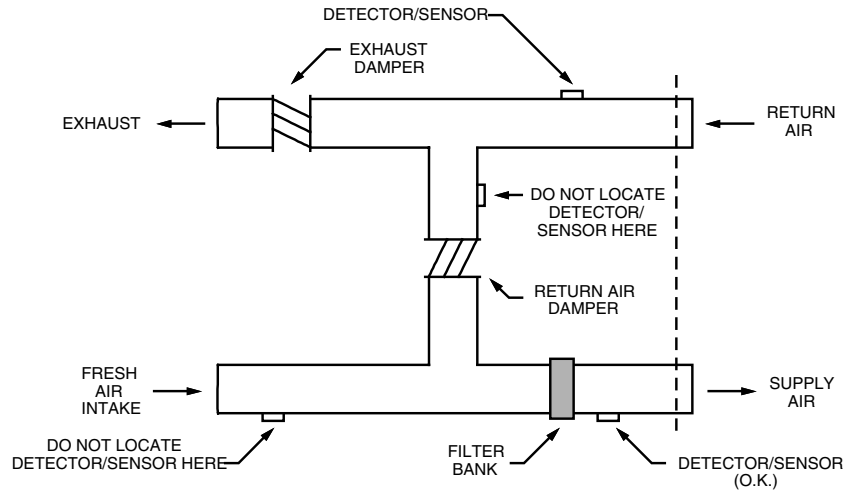 DETECTOR/SENSOR
EXHAUST
DAMPER
EXHAUST
RETURN
AIR
DO NOT LOCATE
DETECTOR/
SENSOR HERE
RETURN AIR
DAMPER
FRESH
AIR
INTAKE
SUPPLY
AIR
DO NOT LOCATE
DETECTOR/SENSOR HERE
FILTER
BANK
DETECTOR/SENSOR
(O.K.)